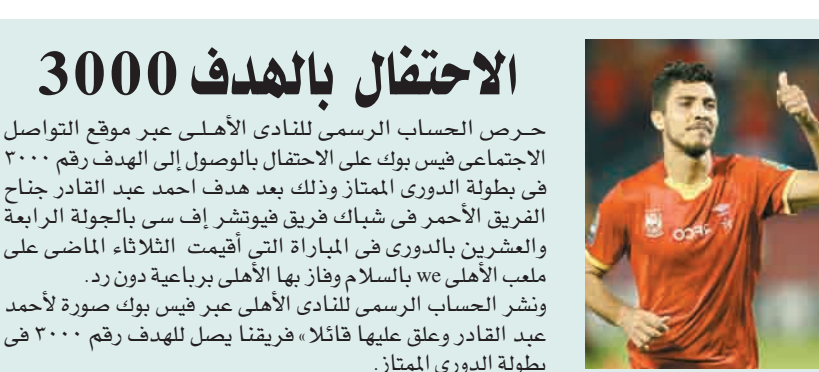 الاحتفال بالهدف 3000
حرص الحساب الرسمى للنادى الأهلى عبر موقع التواصل
الاجتماعى فيس بوك على الاحتفال بالوصول إلى الهدف رقم ٣٠٠٠
فى بطولة الدورى الممتاز وذلك بعد هدف احمد عبد القادر جناح
الفريق الأحمر فى شباك فريق فيوتشر إف سى بالجولة الرابعة
والعشرين بالدورى فى المباراة التى أقيمت الثلاثاء الماضى على
ملعب الأهلى we بالسلام وفاز بها الأهلى برباعية دون رد.
ونشر الحساب الرسمى للنادى الأهلى عبر فيس بوك صورة لأحمد
عبد القادر وعلق عليها قائلا» فريقنا يصل للهدف رقم ٣٠٠٠ فى
بطولة الدورى الممتاز.